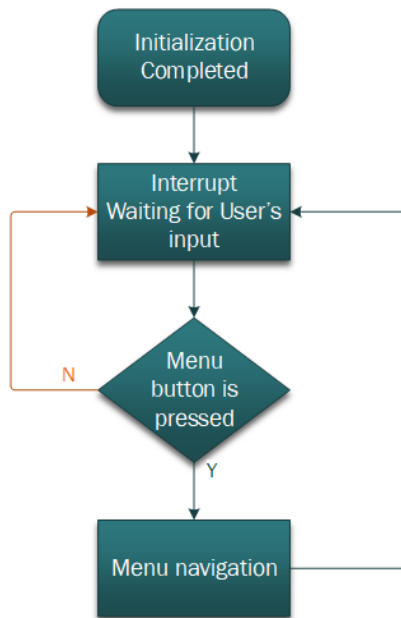 Initialization
Completed
Interrupt
Waiting for User's
input
Menu
button is
pressed
N
Y
Menu navigation